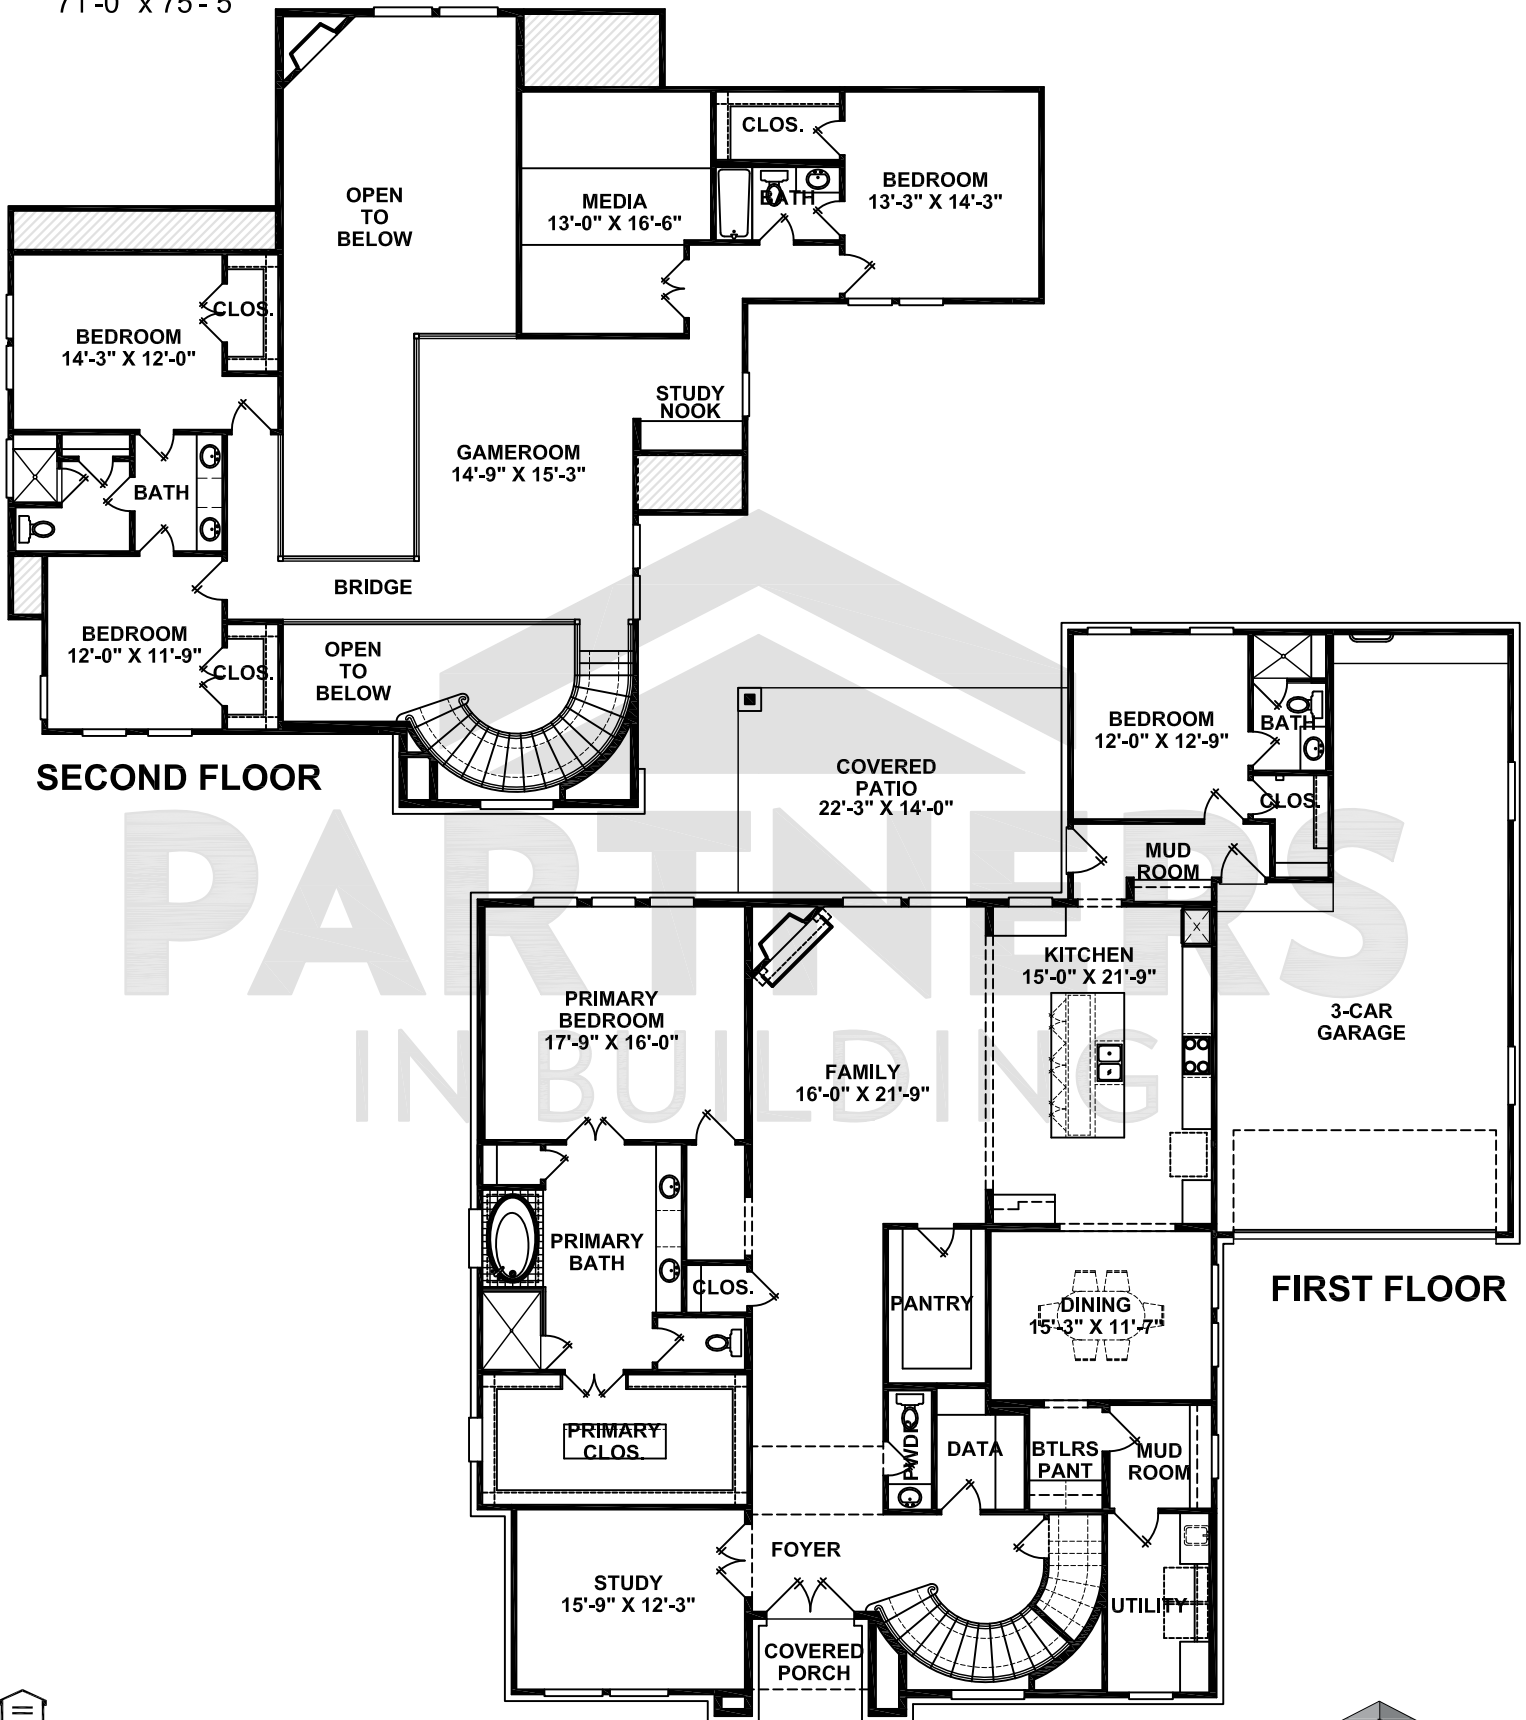 71'-0" x 75'-5"
OPEN
TO
BELOW
CLOS.
BEDROOM
13'-3" X 14'-3"
MEDIA
13'-0" X 16'-6"
BATH
CLOS.
BEDROOM
14'-3" X 12'-0"
STUDY
NOOK
GAMEROOM
14'-9" X 15'-3"
BATH
BRIDGE
BEDROOM
12'-0" X 11'-9"
CLOS.
OPEN
TO
BELOW
SECOND FLOOR
BEDROOM
12'-0" X 12'-9"
BATH
COVERED
PATIO
22'-3" X 14'-0"
CLOS.
MUD
ROOM
PARTNERS
IN BUILDING
KITCHEN
15'-0" X 21'-9"
PRIMARY
BEDROOM
17'-9" X 16'-0"
3-CAR
GARAGE
FAMILY
16'-0" X 21'-9"
PRIMARY
BATH
CLOS.
PANTRY
DINING
15'-3" X 11'-7"
FIRST FLOOR
PRIMARY
CLOS.
PWDR
DATA
BTLRS
PANT
MUD
ROOM
FOYER
STUDY
15'-9" X 12'-3"
UTILITY
COVERED
PORCH